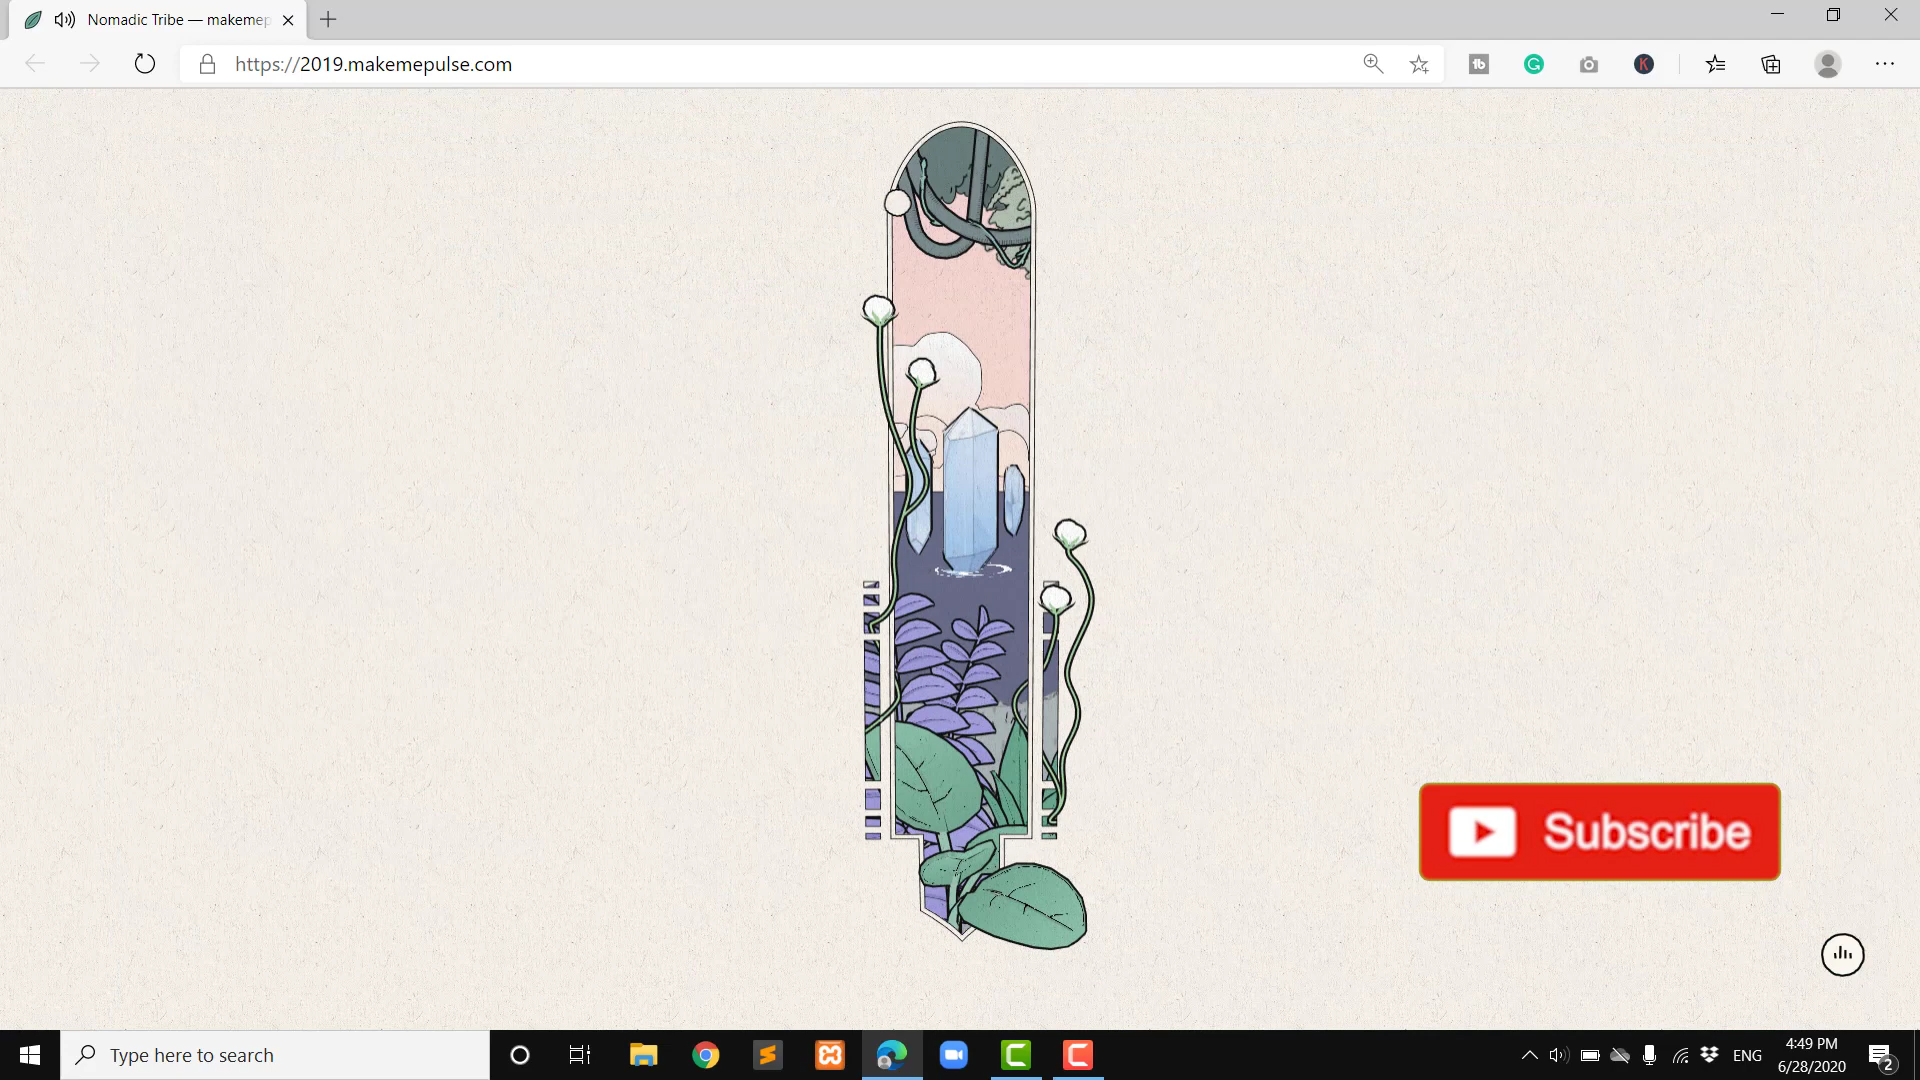 Nomadic Tribe — makemep
https://2019.makemepulse.com
tb
G
K
Subscribe
Type here to search
ENG
4:49 PM
6/28/2020
2